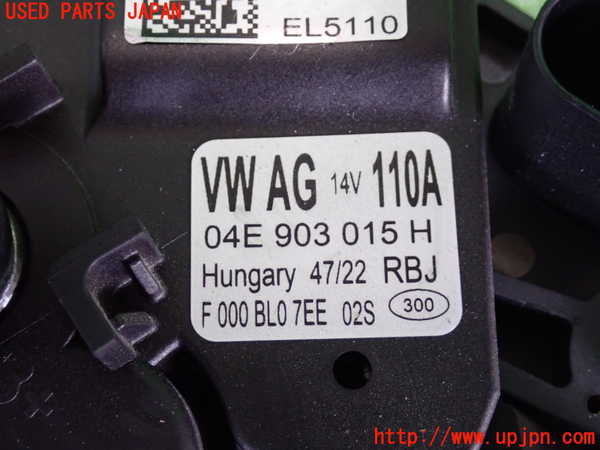 USED PARTS JAPAN
EL5110
VW AG 14V 110A
04E 903 015 H
Hungary 47/22 RBJ
F 000 BL0 7EE 02S 300
UPJ
http://www.upjpn.com